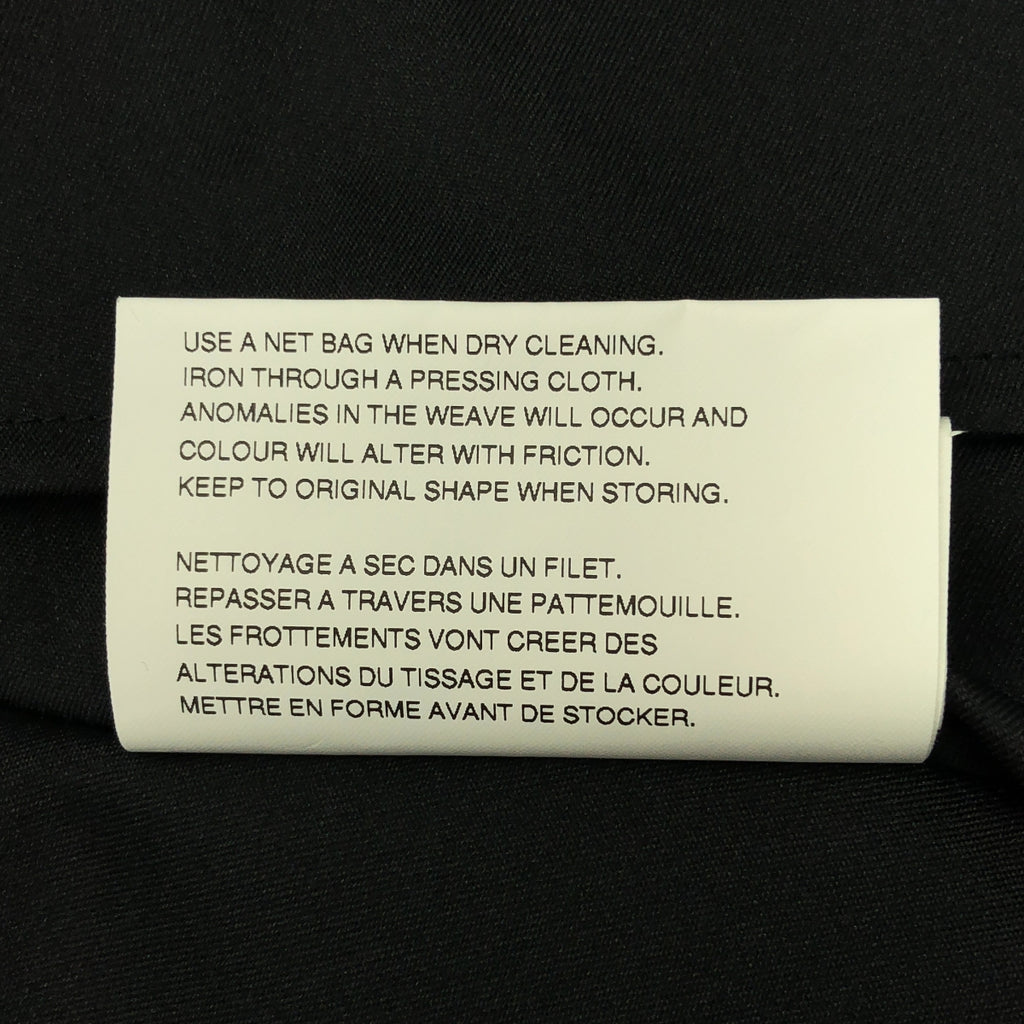 USE A NET BAG WHEN DRY CLEANING.
IRON THROUGH A PRESSING CLOTH.
ANOMALIES IN THE WEAVE WILL OCCUR AND
COLOUR WILL ALTER WITH FRICTION.
KEEP TO ORIGINAL SHAPE WHEN STORING.
NETTOYAGE A SEC DANS UN FILET.
REPASSER A TRAVERS UNE PATTEMOUILLE.
LES FROTTEMENTS VONT CREER DES
ALTERATIONS DU TISSAGE ET DE LA COULEUR.
METTRE EN FORME AVANT DE STOCKER.